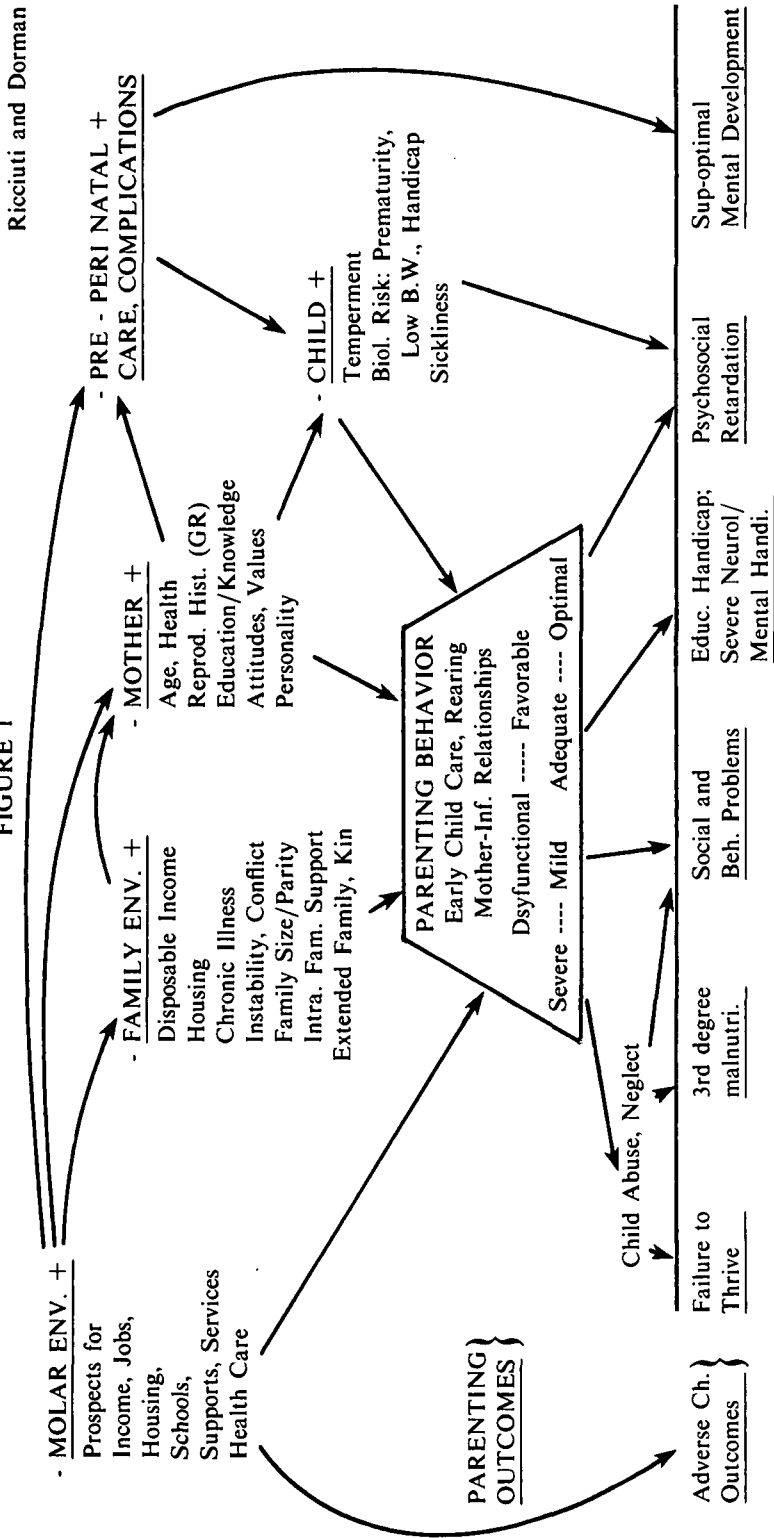 Ricciuti and Dorman
FIGURE 1
- MOLAR ENV. +
Prospects for
Income, Jobs,
Housing,
Schools,
Supports, Services
Health Care
- FAMILY ENV. +
Disposable Income
Housing
Chronic Illness
Instability, Conflict
Family Size/Parity
Intra. Fam. Support
Extended Family, Kin
- MOTHER +
Age, Health
Reprod. Hist. (GR)
Education/Knowledge
Attitudes, Values
Personality
- PRE - PERI NATAL +
CARE, COMPLICATIONS
- CHILD +
Temperment
Biol. Risk: Prematurity,
Low B.W., Handicap
Sickliness
PARENTING BEHAVIOR
Early Child Care, Rearing
Mother-Inf. Relationships
Dsyfunctional ----- Favorable
Severe ---- Mild Adequate ---- Optimal
PARENTING }
OUTCOMES
Child Abuse, Neglect
Adverse Ch. }
Outcomes
Failure to
Thrive
3rd degree
malnutri.
Social and
Beh. Problems
Educ. Handicap;
Severe Neurol/
Mental Handi.
Psychosocial
Retardation
Sup-optimal
Mental Development